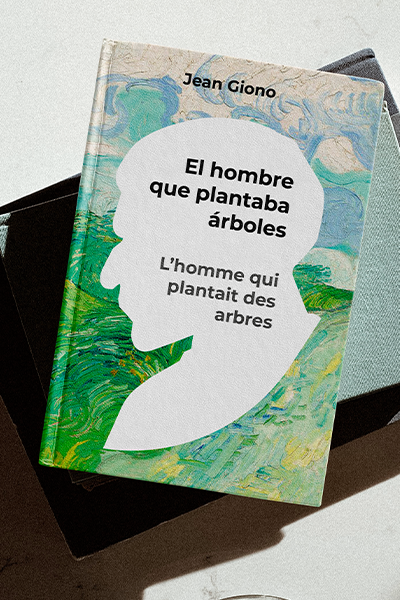 Jean Giono
El hombre
que plantaba
árboles
L'homme qui
plantait des
arbres